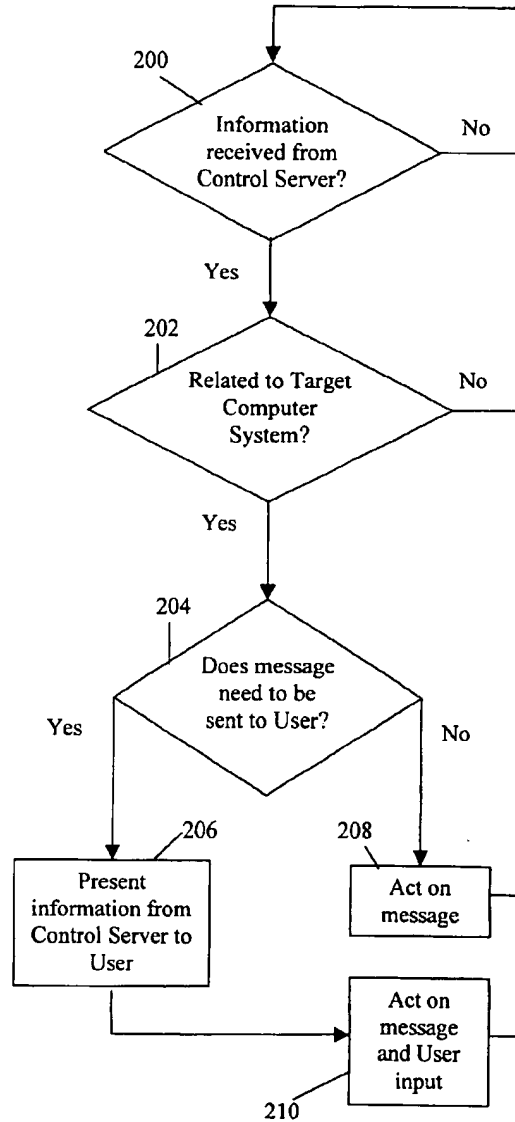 200
Information
received from
Control Server?
No
Yes
202
Related to Target
Computer
System?
No
Yes
204
Does message
need to be
sent to User?
Yes
No
206
Present
information from
Control Server to
User
208
Act on
message
Act on
message
and User
input
210